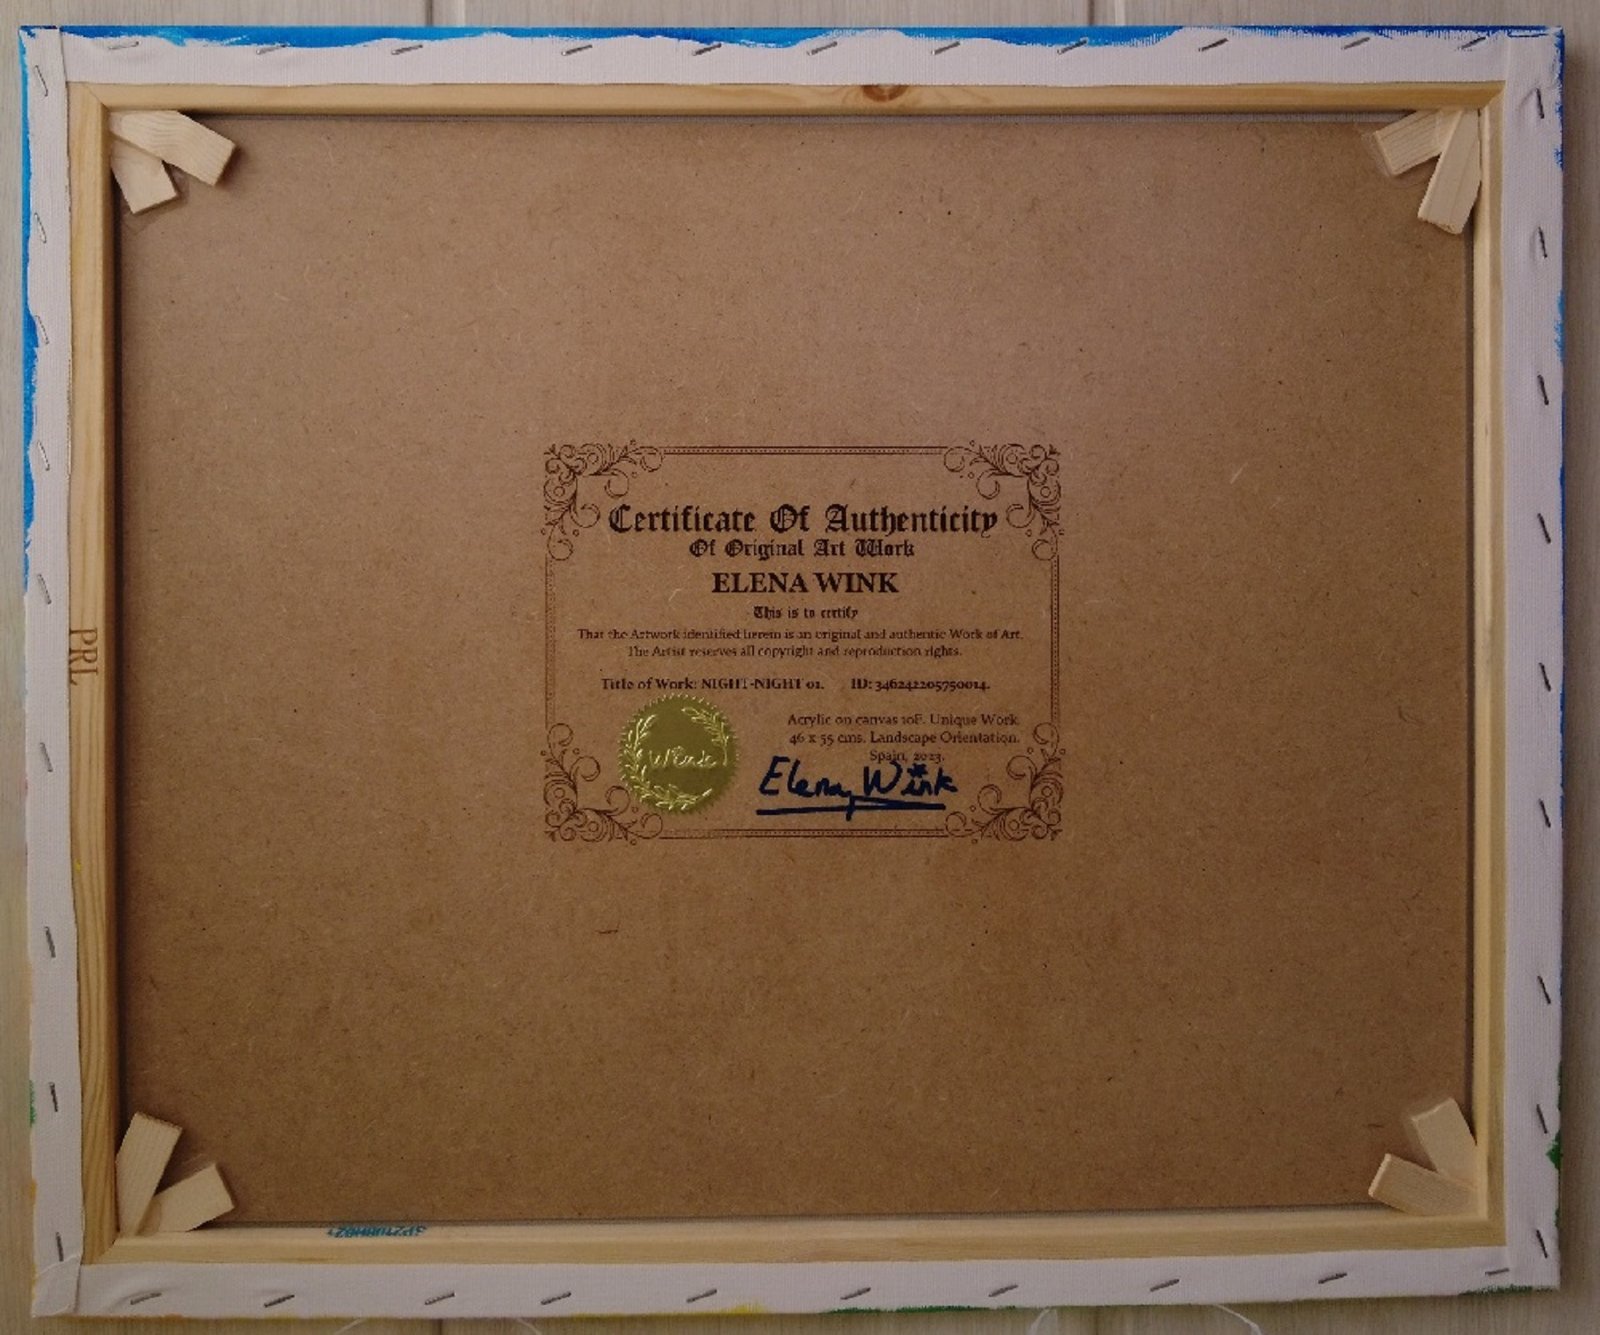 Certificate Of Authenticity
Of Original Art Work
ELENA WINK
This is to certify
That the Artwork identified herein is an original and authentic Work of Art.
The Artist reserves all copyright and reproduction rights.
Title of Work: NIGHT-NIGHT 01. ID: 346242205750014.
Acrylic on canvas 10F. Unique Work.
46 x 55 cms. Landscape Orientation.
Spain, 2023.
Wink
Elena Wink
PRL